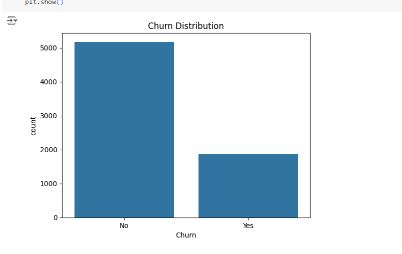 plt.show()
Churn Distribution
5000
4000
3000
2000
1000
0
count
No Yes
Churn